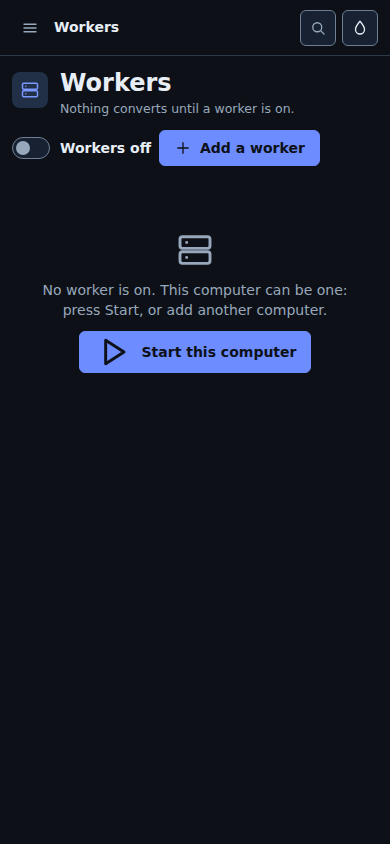 Workers
Workers
Nothing converts until a worker is on.
Workers off
Add a worker
No worker is on. This computer can be one:
press Start, or add another computer.
Start this computer